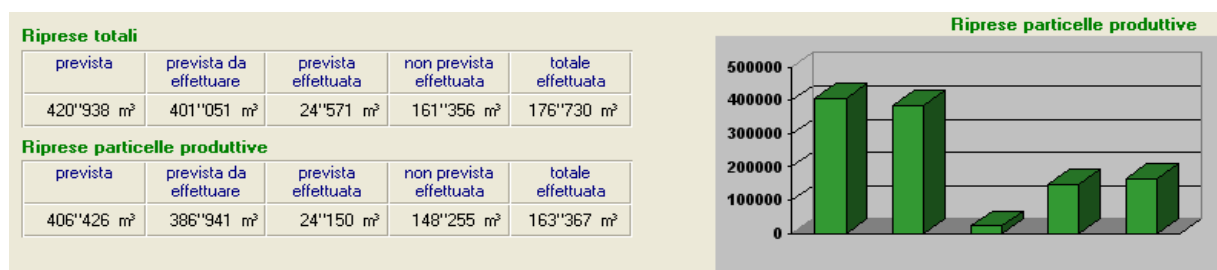 Riprese totali
prevista
prevista da
effettuare
prevista
effettuata
non prevista
effettuata
totale
effettuata
420"938 m³
401"051 m³
24"571 m³
161"356 m³
176"730 m³
Riprese particelle produttive
prevista
prevista da
effettuare
prevista
effettuata
non prevista
effettuata
totale
effettuata
406"426 m³
386"941 m³
24"150 m³
148"255 m³
163"367 m³
Riprese particelle produttive
500000
400000
300000
200000
100000
0